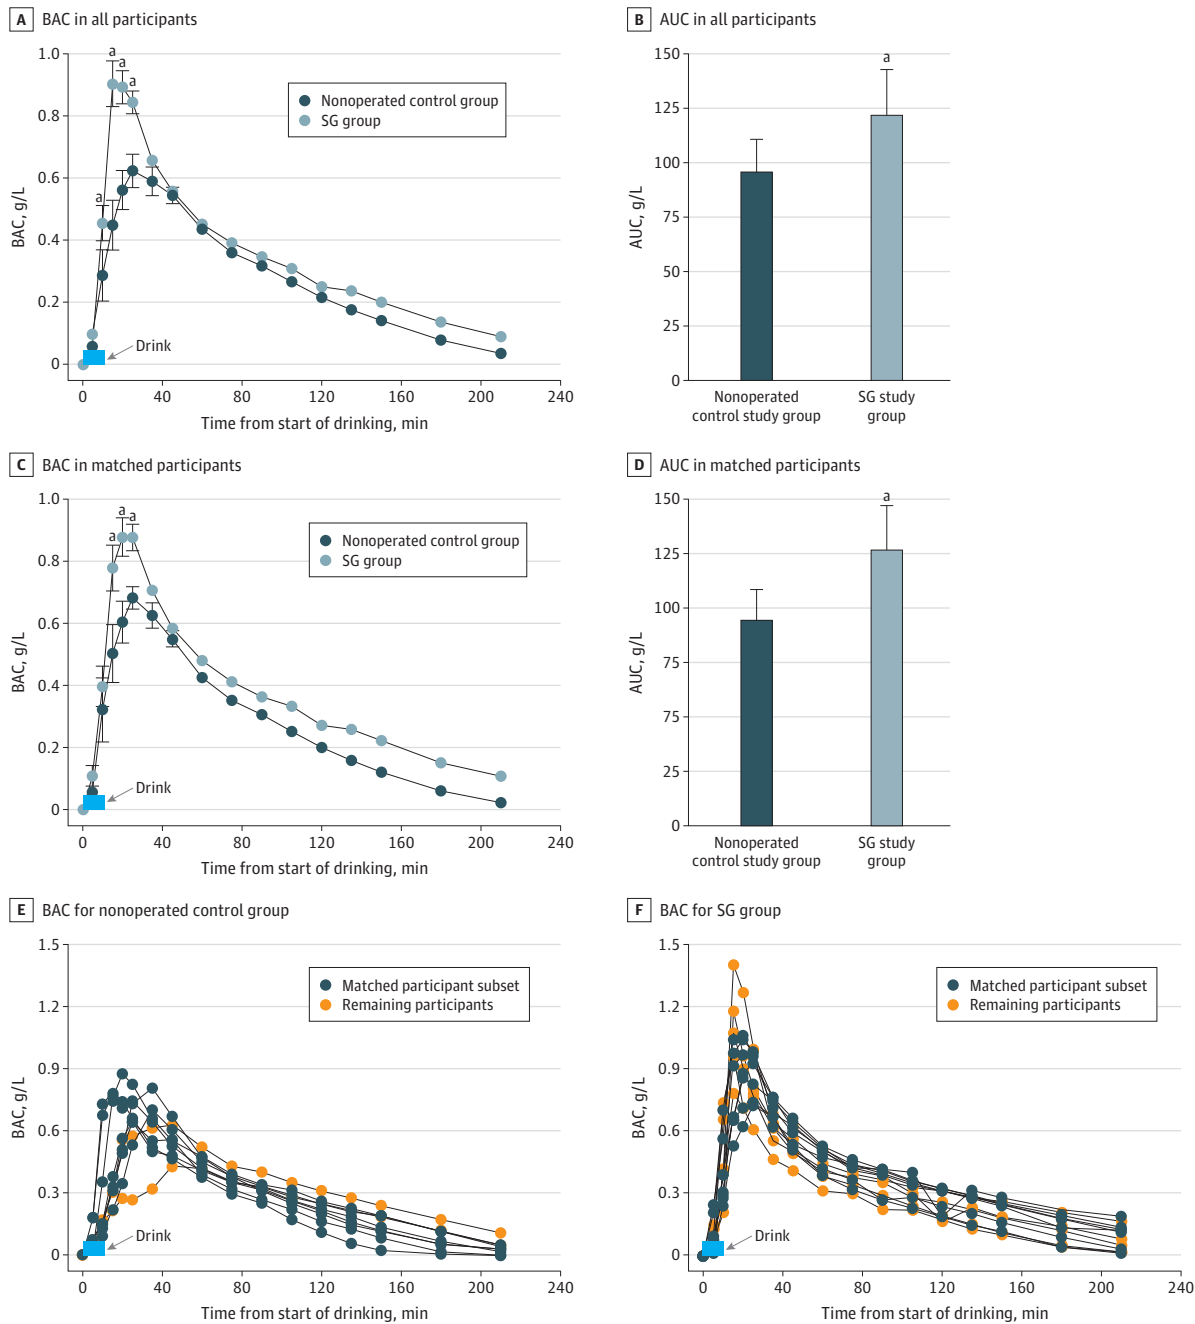 A BAC in all participants
BAC, g/L
1.0
0.8
0.6
0.4
0.2
0
a
a
a
a
Nonoperated control group
SG group
Drink
0 40 80 120 160 200 240
Time from start of drinking, min
B AUC in all participants
AUC, g/L
150
125
100
75
50
25
0
a
Nonoperated
control study group
SG study
group
C BAC in matched participants
BAC, g/L
1.0
0.8
0.6
0.4
0.2
0
a
a
a
Nonoperated control group
SG group
Drink
0 40 80 120 160 200 240
Time from start of drinking, min
D AUC in matched participants
AUC, g/L
150
125
100
75
75
25
0
a
Nonoperated
control study group
SG study
group
E BAC for nonoperated control group
BAC, g/L
1.5
1.2
0.9
0.6
0.3
0
Matched participant subset
Remaining participants
Drink
0 40 80 120 160 200 240
Time from start of drinking, min
F BAC for SG group
BAC, g/L
1.5
1.2
0.9
0.6
0.3
0
Matched participant subset
Remaining participants
Drink
0 40 80 120 160 200 240
Time from start of drinking, min